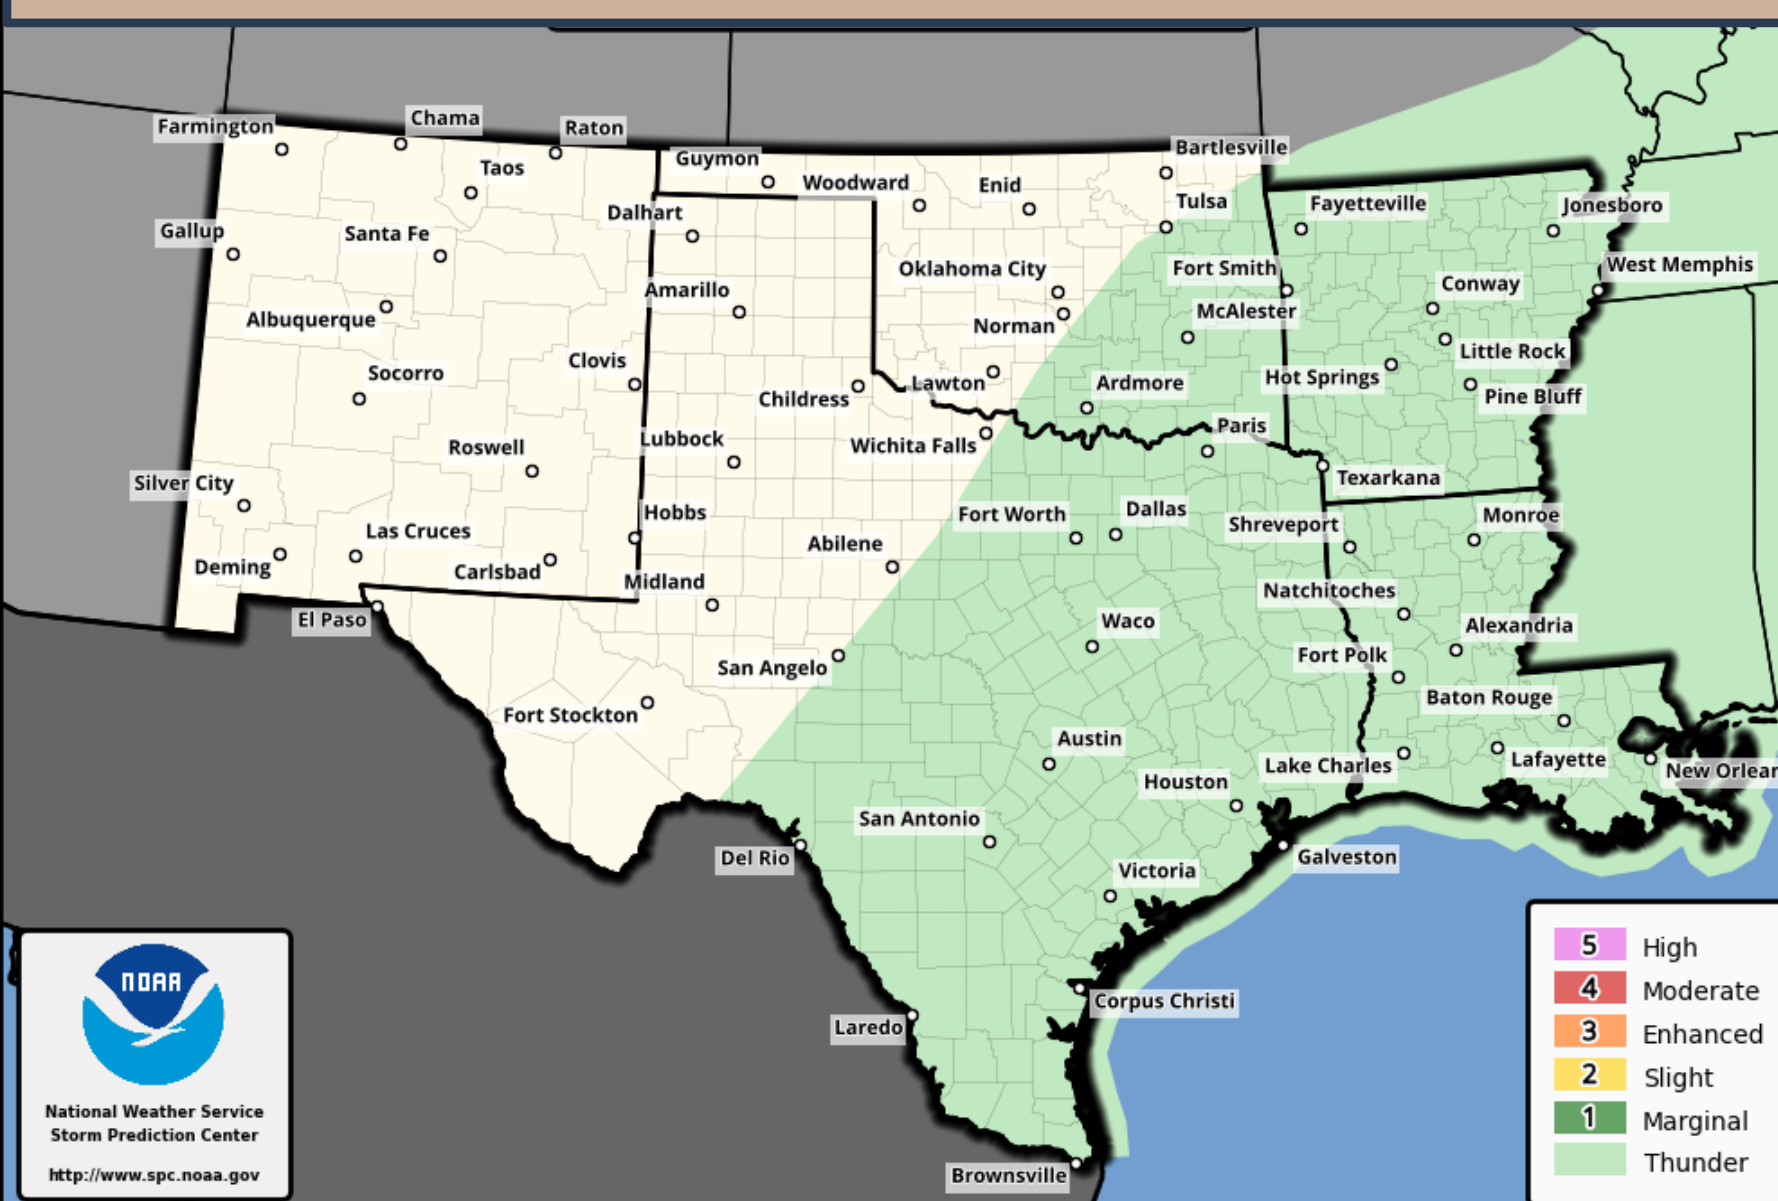 Farmington
Chama
Raton
Taos
Guymon
Woodward
Enid
Bartlesville
Tulsa
Fayetteville
Jonesboro
Gallup
Santa Fe
Dalhart
Oklahoma City
Fort Smith
West Memphis
Albuquerque
Amarillo
Norman
McAlester
Conway
Little Rock
Socorro
Clovis
Childress
Lawton
Ardmore
Hot Springs
Pine Bluff
Roswell
Lubbock
Wichita Falls
Paris
Texarkana
Silver City
Las Cruces
Hobbs
Abilene
Fort Worth
Dallas
Shreveport
Monroe
Deming
Carlsbad
Midland
Natchitoches
El Paso
Waco
Alexandria
San Angelo
Fort Polk
Fort Stockton
Baton Rouge
Austin
Houston
Lake Charles
Lafayette
New Orlear
San Antonio
Del Rio
Galveston
Victoria
Corpus Christi
Laredo
Brownsville
NOAA
National Weather Service
Storm Prediction Center
http://www.spc.noaa.gov
5 High
4 Moderate
3 Enhanced
2 Slight
1 Marginal
Thunder